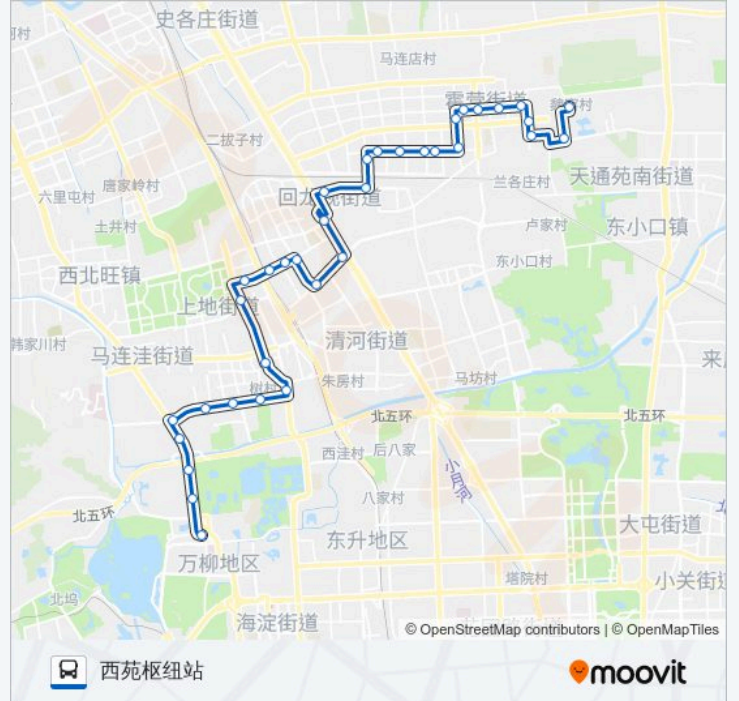 史各庄街道
马连店村
霍营街道
二拔子村
兰各庄村
天通苑南街道
唐家岭村
六里屯村
土井村
卢家村
东小口镇
东小口村
西北旺镇
上地街道
清河街道
韩家川村
马连洼街道
朱房村
马坊村
树村
北五环
北五环
西洼村
后八家
小月河
八家村
北五环
大屯街道
东升地区
万柳地区
塔院村
小关街道
北坞
海淀街道
© OpenStreetMap contributors | © OpenMapTiles
西苑枢纽站
moovit